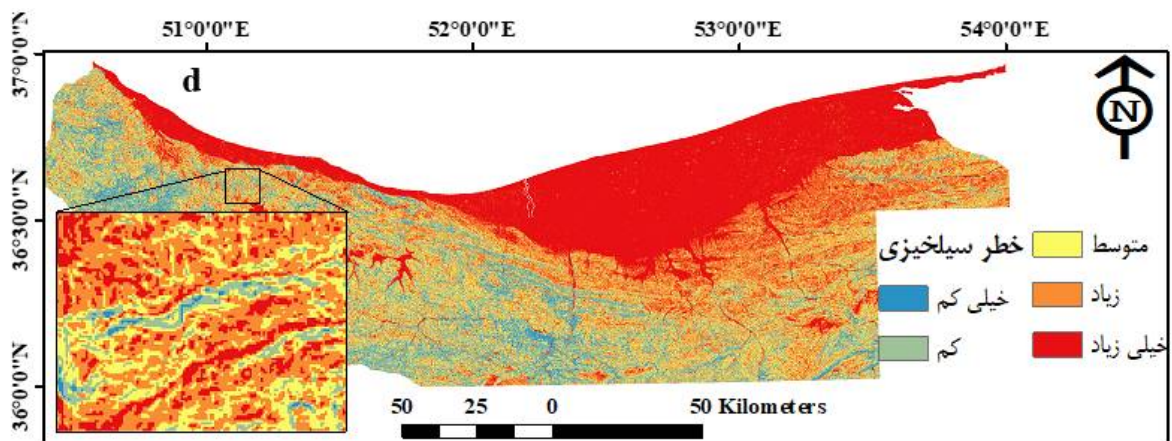 51°0'0"E 52°0'0"E 53°0'0"E 54°0'0"E
37°0'0"N
d
N
36°30'0"N
خطر سیلخیزی
متوسط
خیلی کم
زیاد
کم
خیلی زیاد
36°0'0"N
50 25 0 50 Kilometers